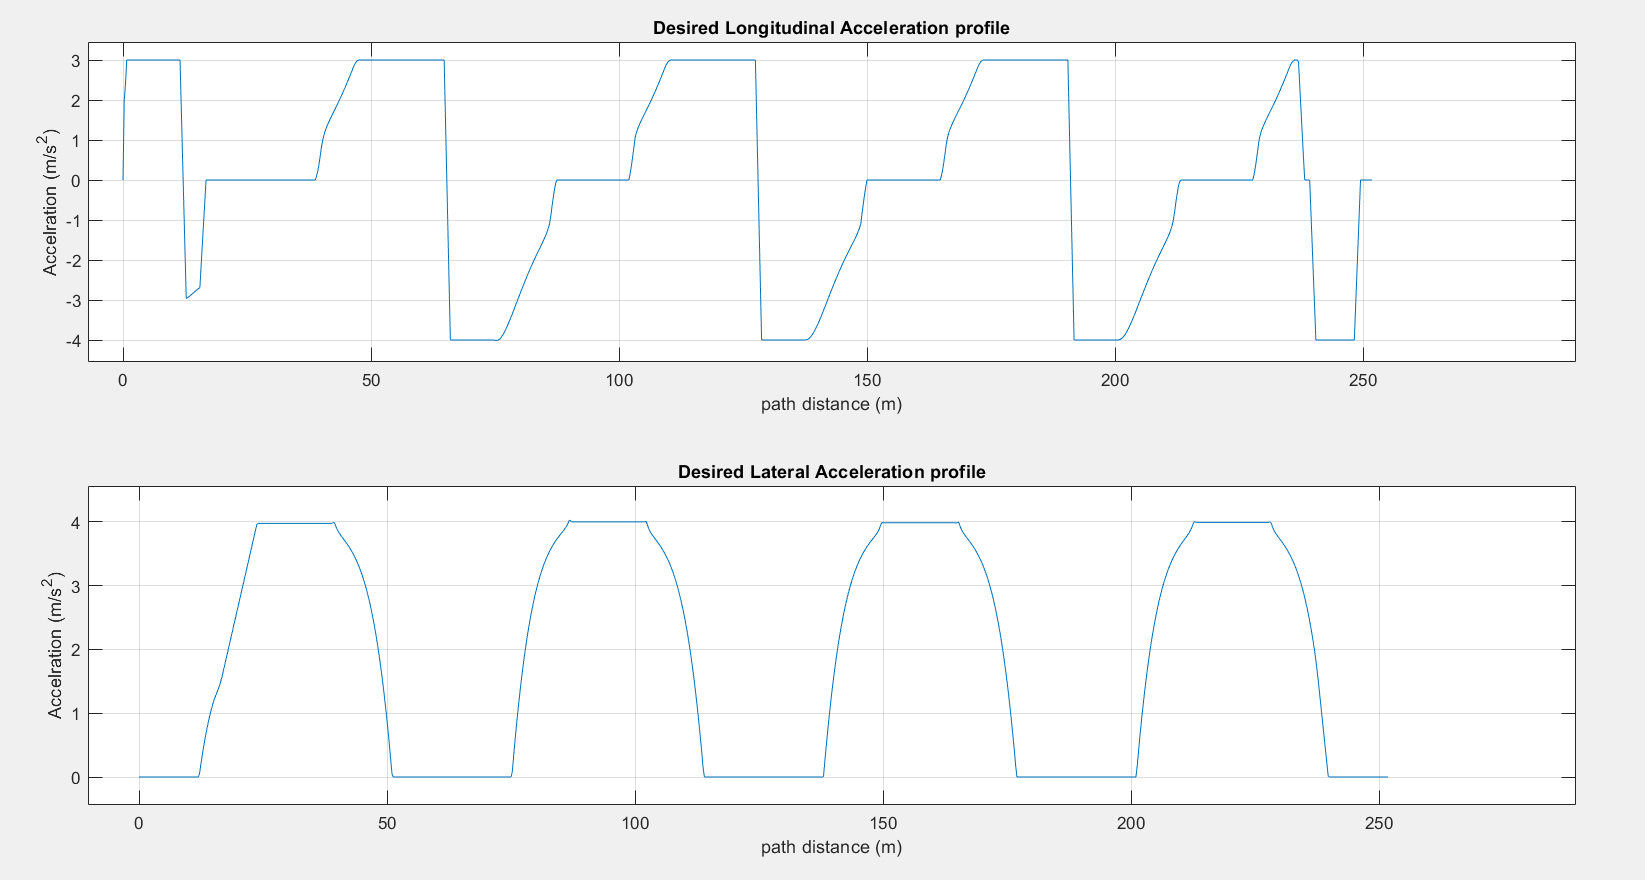 Desired Longitudinal Acceleration profile
3
2
1
0
-1
-2
-3
-4
Accelration (m/s²)
0 50 100 150 200 250
path distance (m)
Desired Lateral Acceleration profile
4
3
2
1
0
Accelration (m/s²)
0 50 100 150 200 250
path distance (m)